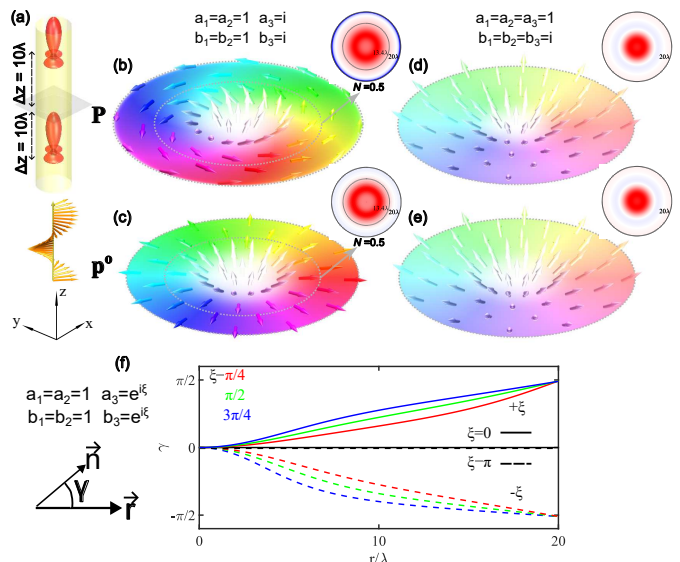 (a)
Δz = 10λ
Δz = 10λ
z
y
x
a₁=a₂=1 a₃=i
b₁=b₂=1 b₃=i
(b)
P
20λ
N=0.5
(c)
pᵒ
20λ
N=0.5
a₁=a₂=a₃=1
b₁=b₂=b₃=i
(d)
20λ
(e)
20λ
(f)
a₁=a₂=1 a₃=e^iξ
b₁=b₂=1 b₃=e^iξ
n
γ
r
γ
π/2
0
-π/2
ξ−π/4
π/2
3π/4
+ξ
ξ=0
ξ−π
-ξ
0
10
20
r/λ